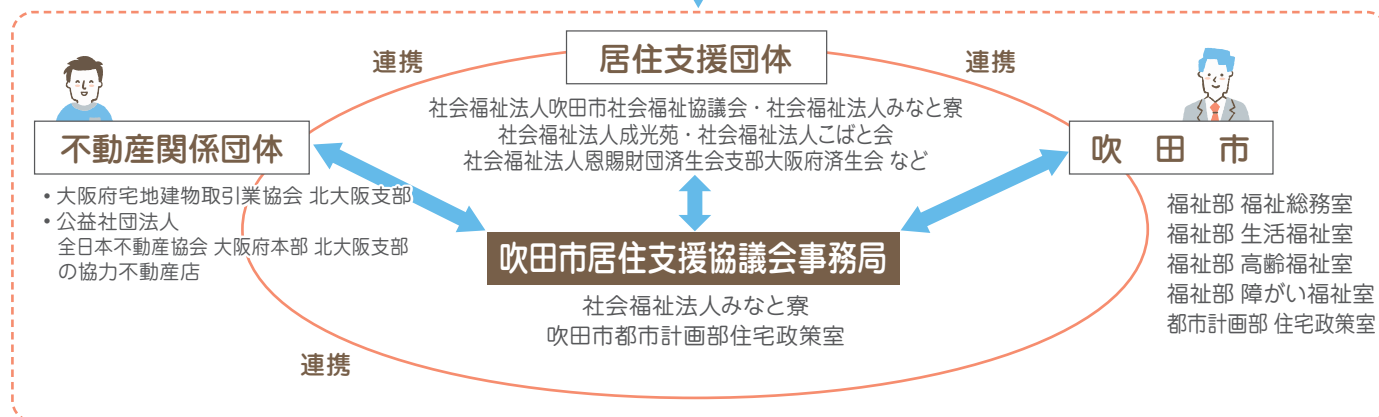 連携
居住支援団体
連携
社会福祉法人吹田市社会福祉協議会・社会福祉法人みなと寮
社会福祉法人成光苑・社会福祉法人こばと会
社会福祉法人恩賜財団済生会支部大阪府済生会 など
不動産関係団体
• 大阪府宅地建物取引業協会 北大阪支部
• 公益社団法人
全日本不動産協会 大阪府本部 北大阪支部
の協力不動産店
吹田市
福祉部 福祉総務室
福祉部 生活福祉室
福祉部 高齢福祉室
福祉部 障がい福祉室
都市計画部 住宅政策室
吹田市居住支援協議会事務局
社会福祉法人みなと寮
吹田市都市計画部住宅政策室
連携